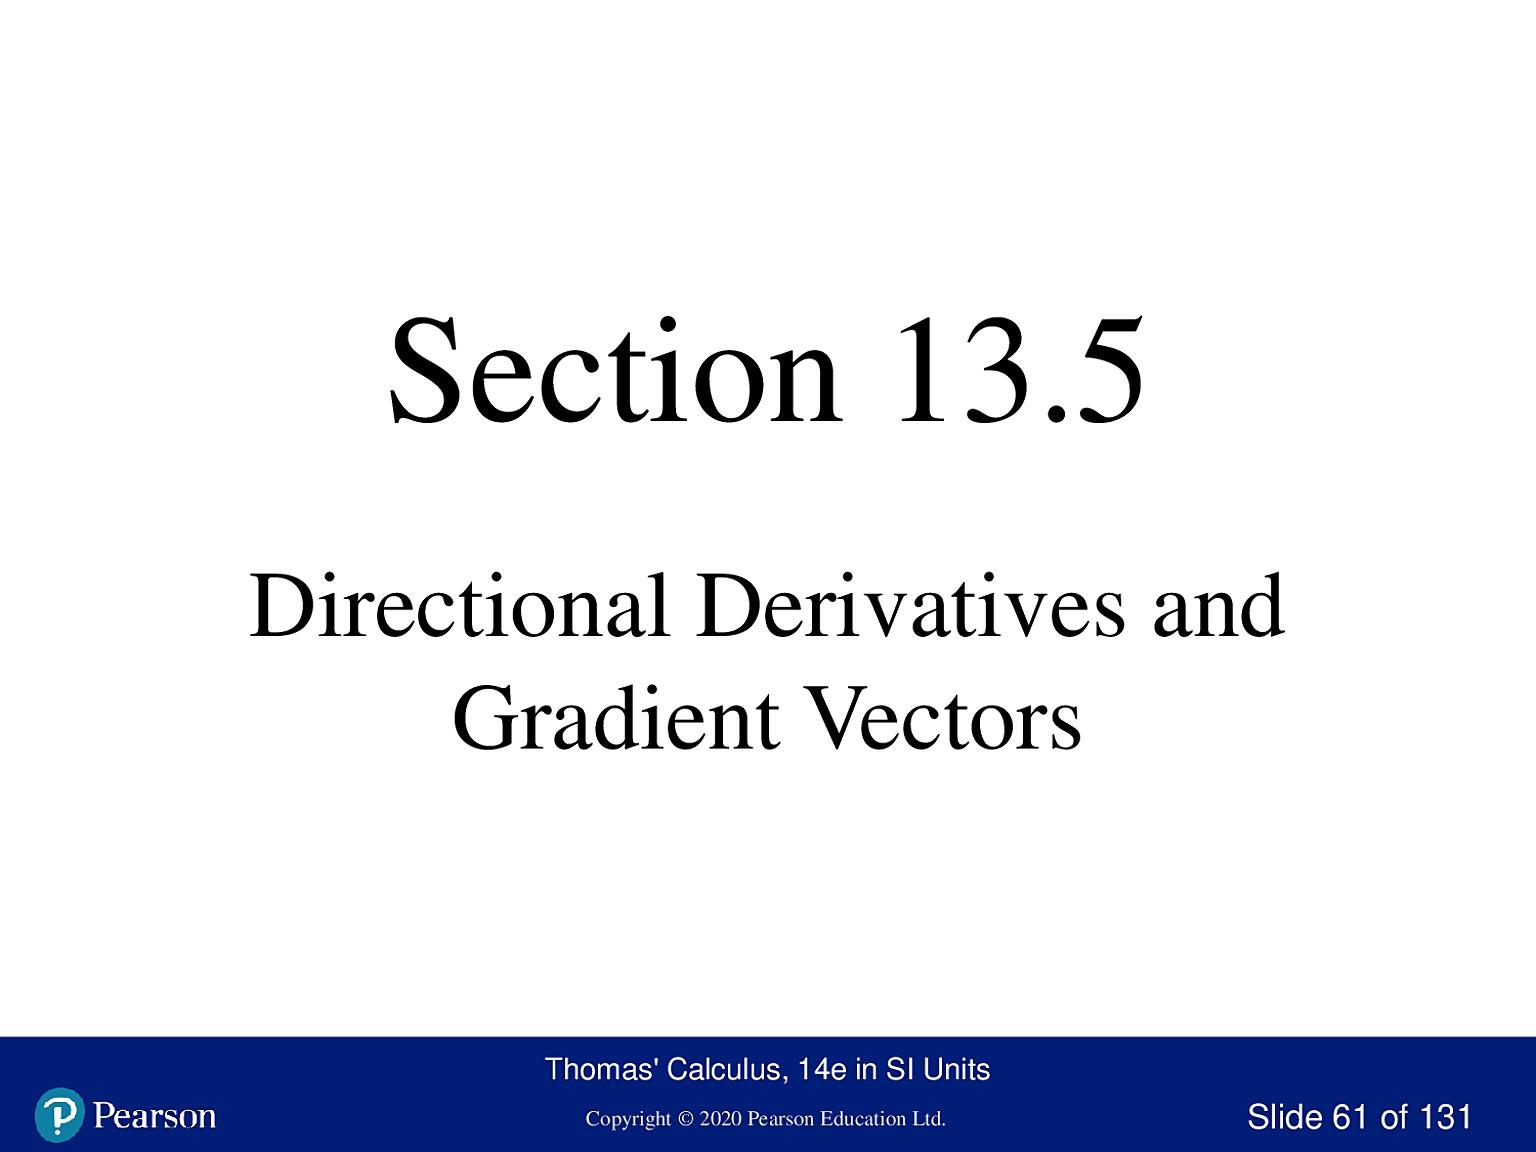 Section 13.5
Directional Derivatives and
Gradient Vectors
Thomas' Calculus, 14e in SI Units
Pearson
Copyright © 2020 Pearson Education Ltd.
Slide 61 of 131